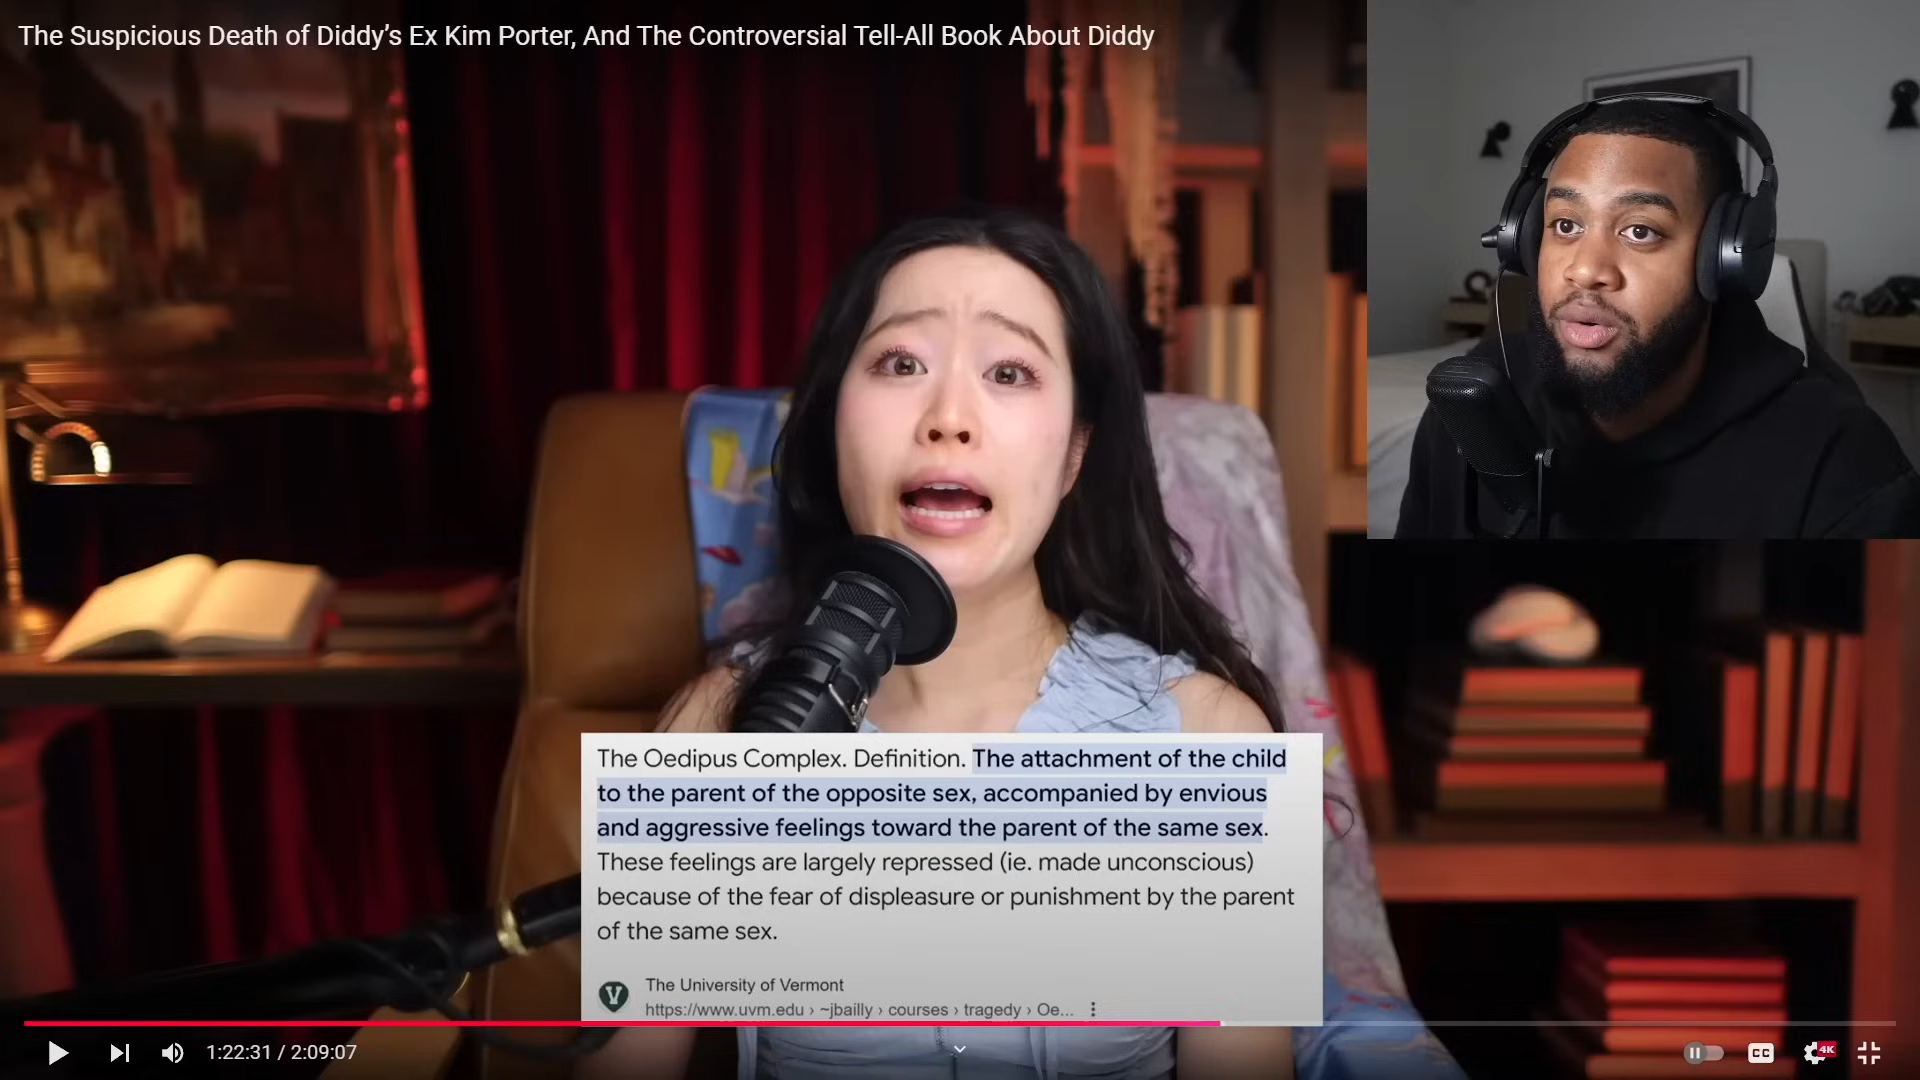 The Suspicious Death of Diddy’s Ex Kim Porter, And The Controversial Tell-All Book About Diddy
The Oedipus Complex. Definition. The attachment of the child
to the parent of the opposite sex, accompanied by envious
and aggressive feelings toward the parent of the same sex.
These feelings are largely repressed (ie. made unconscious)
because of the fear of displeasure or punishment by the parent
of the same sex.
V
The University of Vermont
https://www.uvm.edu › ~jbailly › courses › tragedy › Oe...
1:22:31 / 2:09:07
CC
4K